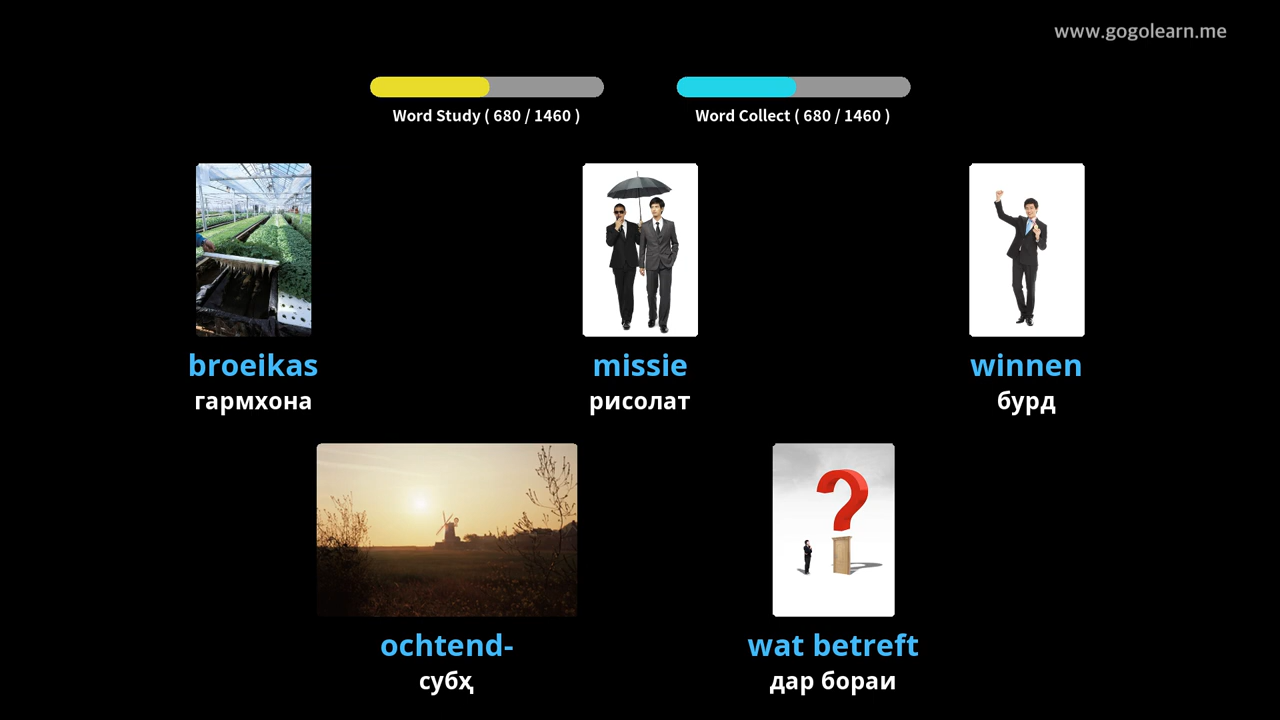 www.gogolearn.me
Word Study ( 680 / 1460 )
Word Collect ( 680 / 1460 )
broeikas
гармхона
missie
рисолат
winnen
бурд
ochtend-
субҳ
wat betreft
дар бораи